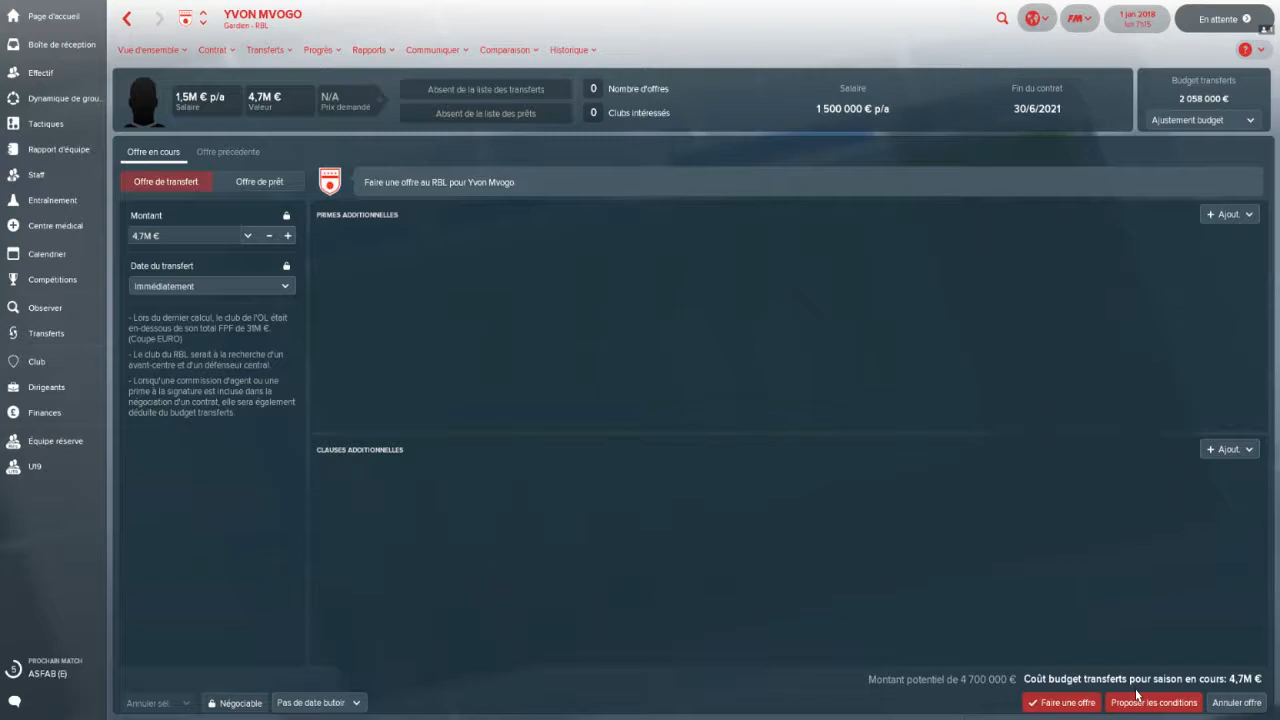 Page d'accueil
Boîte de réception
Effectif
Dynamique de grou...
Tactiques
Rapport d'équipe
Staff
Entraînement
Centre médical
Calendrier
Compétitions
Observer
Transferts
Club
Dirigeants
Finances
Équipe réserve
U19
PROCHAIN MATCH
5
ASFAB (E)
YVON MVOGO
Gardien - RBL
FM
1 jan 2018
lun 7h15
En attente
1
Vue d'ensemble
Contrat
Transferts
Progrès
Rapports
Communiquer
Comparaison
Historique
?
1,5M € p/a
Salaire
4,7M €
Valeur
N/A
Prix demandé
Absent de la liste des transferts
Absent de la liste des prêts
0 Nombre d'offres
0 Clubs intéressés
Salaire
1 500 000 € p/a
Fin du contrat
30/6/2021
Budget transferts
2 058 000 €
Ajustement budget
Offre en cours
Offre précédente
Offre de transfert
Offre de prêt
Faire une offre au RBL pour Yvon Mvogo
Montant
4,7M €
- +
Date du transfert
Immédiatement
- Lors du dernier calcul, le club de l'OL était
en-dessous de son total FPF de 31M €.
(Coupe EURO)
- Le club du RBL serait à la recherche d'un
avant-centre et d'un défenseur central.
- Lorsqu'une commission d'agent ou une
prime à la signature est incluse dans la
négociation d'un contrat, elle sera également
déduite du budget transferts.
PRIMES ADDITIONNELLES
+ Ajout.
CLAUSES ADDITIONNELLES
+ Ajout.
Montant potentiel de 4 700 000 € Coût budget transferts pour saison en cours: 4,7M €
Annuler sél.
Négociable
Pas de date butoir
Faire une offre
Proposer les conditions
Annuler offre